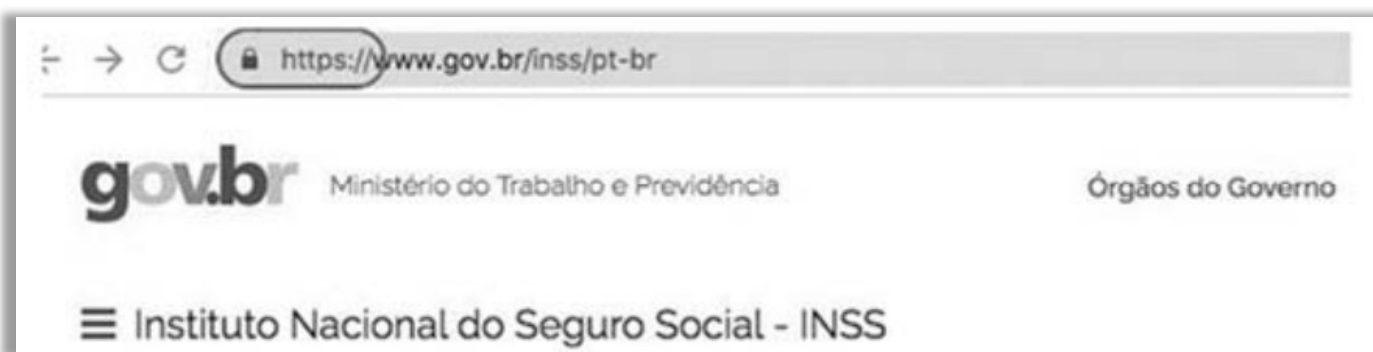 https://www.gov.br/inss/pt-br
gov.br Ministério do Trabalho e Previdência Órgãos do Governo
Instituto Nacional do Seguro Social - INSS